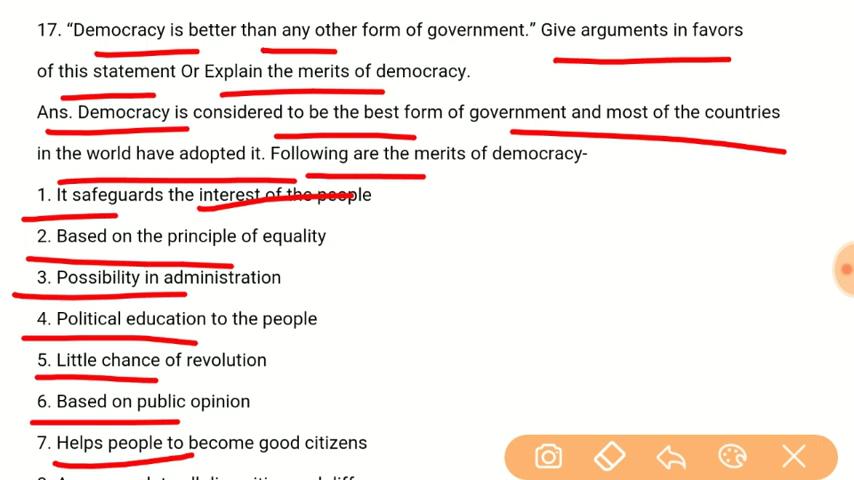 17. “Democracy is better than any other form of government.” Give arguments in favors
of this statement Or Explain the merits of democracy.
Ans. Democracy is considered to be the best form of government and most of the countries
in the world have adopted it. Following are the merits of democracy-
1. It safeguards the interest of the people
2. Based on the principle of equality
3. Possibility in administration
4. Political education to the people
5. Little chance of revolution
6. Based on public opinion
7. Helps people to become good citizens